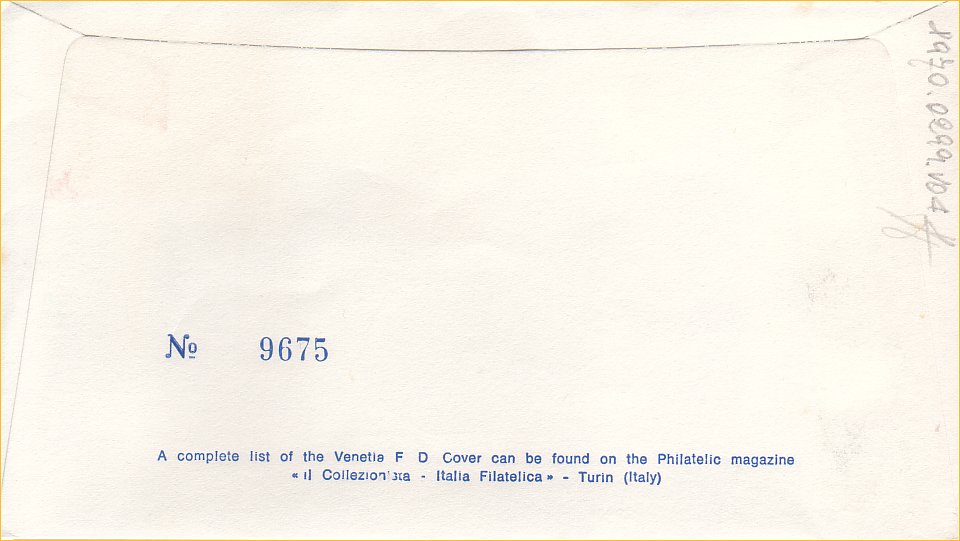 № 9675
A complete list of the Venetia F D Cover can be found on the Philatelic magazine
« il Collezionista - Italia Filatelica » - Turin (Italy)